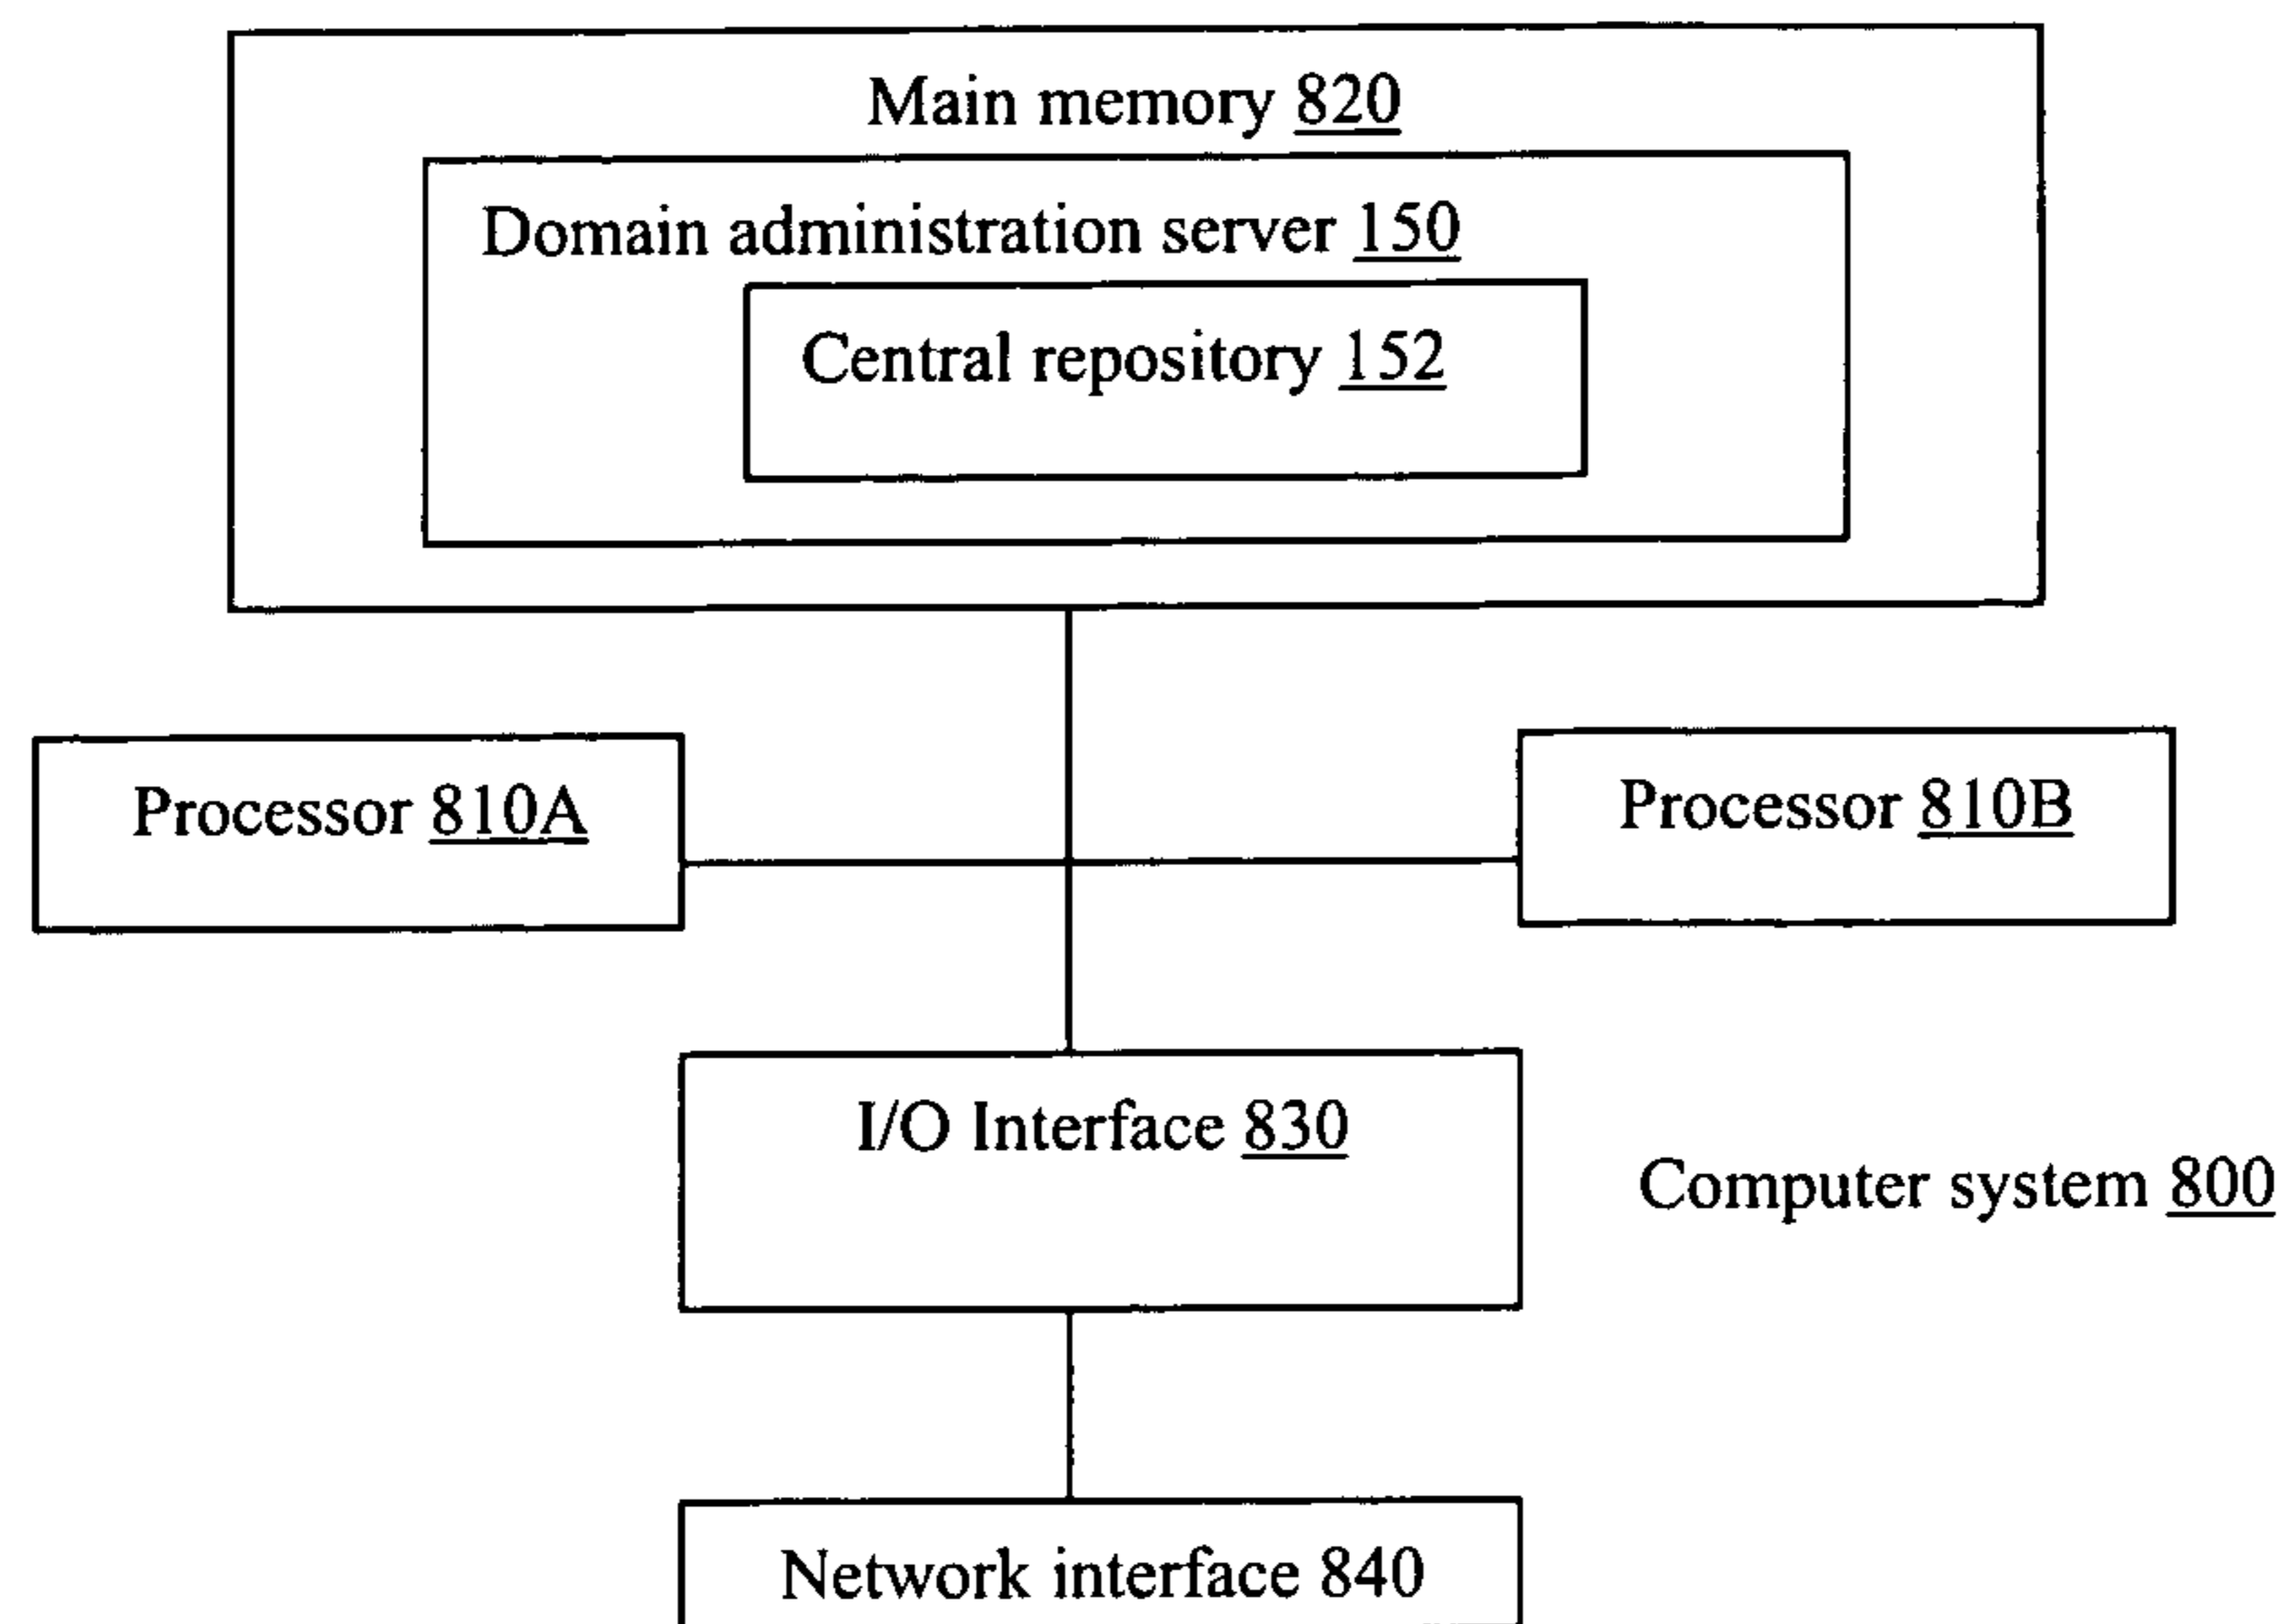 Main memory 820
Domain administration server 150
Central repository 152
Processor 810A
Processor 810B
I/O Interface 830
Computer system 800
Network interface 840